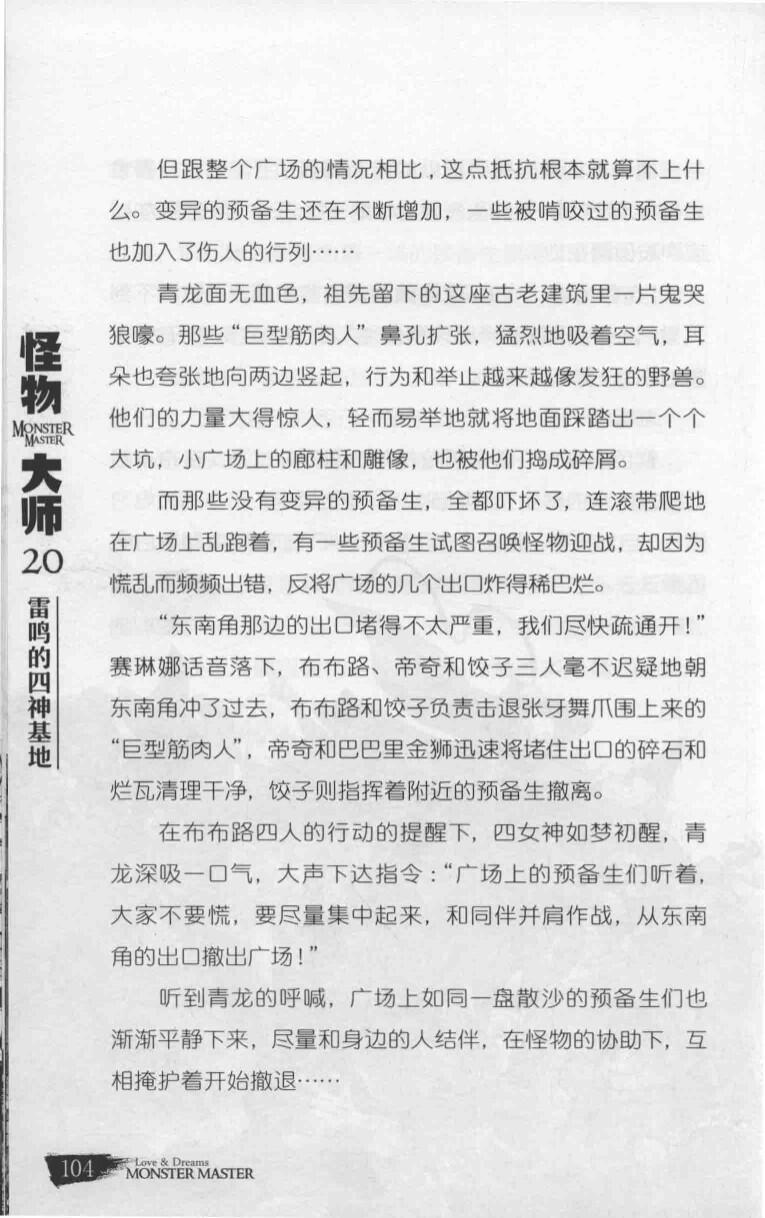 但跟整个广场的情况相比，这点抵抗根本就算不上什
么。变异的预备生还在不断增加，一些被啃咬过的预备生
也加入了伤人的行列……
青龙面无血色，祖先留下的这座古老建筑里一片鬼哭
狼嚎。那些“巨型筋肉人”鼻孔扩张，猛烈地吸着空气，耳
朵也夸张地向两边竖起，行为和举止越来越像发狂的野兽。
他们的力量大得惊人，轻而易举地就将地面踩踏出一个个
大坑，小广场上的廊柱和雕像，也被他们捣成碎屑。
而那些没有变异的预备生，全都吓坏了，连滚带爬地
在广场上乱跑着，有一些预备生试图召唤怪物迎战，却因为
慌乱而频频出错，反将广场的几个出口炸得稀巴烂。
“东南角那边的出口堵得不太严重，我们尽快疏通开！”
赛琳娜话音落下，布布路、帝奇和饺子三人毫不迟疑地朝
东南角冲了过去，布布路和饺子负责击退张牙舞爪围上来的
“巨型筋肉人”，帝奇和巴巴里金狮迅速将堵住出口的碎石和
烂瓦清理干净，饺子则指挥着附近的预备生撤离。
在布布路四人的行动的提醒下，四女神如梦初醒，青
龙深吸一口气，大声下达指令：“广场上的预备生们听着，
大家不要慌，要尽量集中起来，和同伴并肩作战，从东南
角的出口撤出广场！”
听到青龙的呼喊，广场上如同一盘散沙的预备生们也
渐渐平静下来，尽量和身边的人结伴，在怪物的协助下，互
相掩护着开始撤退……
怪物
MONSTER
MASTER
大师
20
雷鸣的四神基地
104
Love & Dreams
MONSTER MASTER